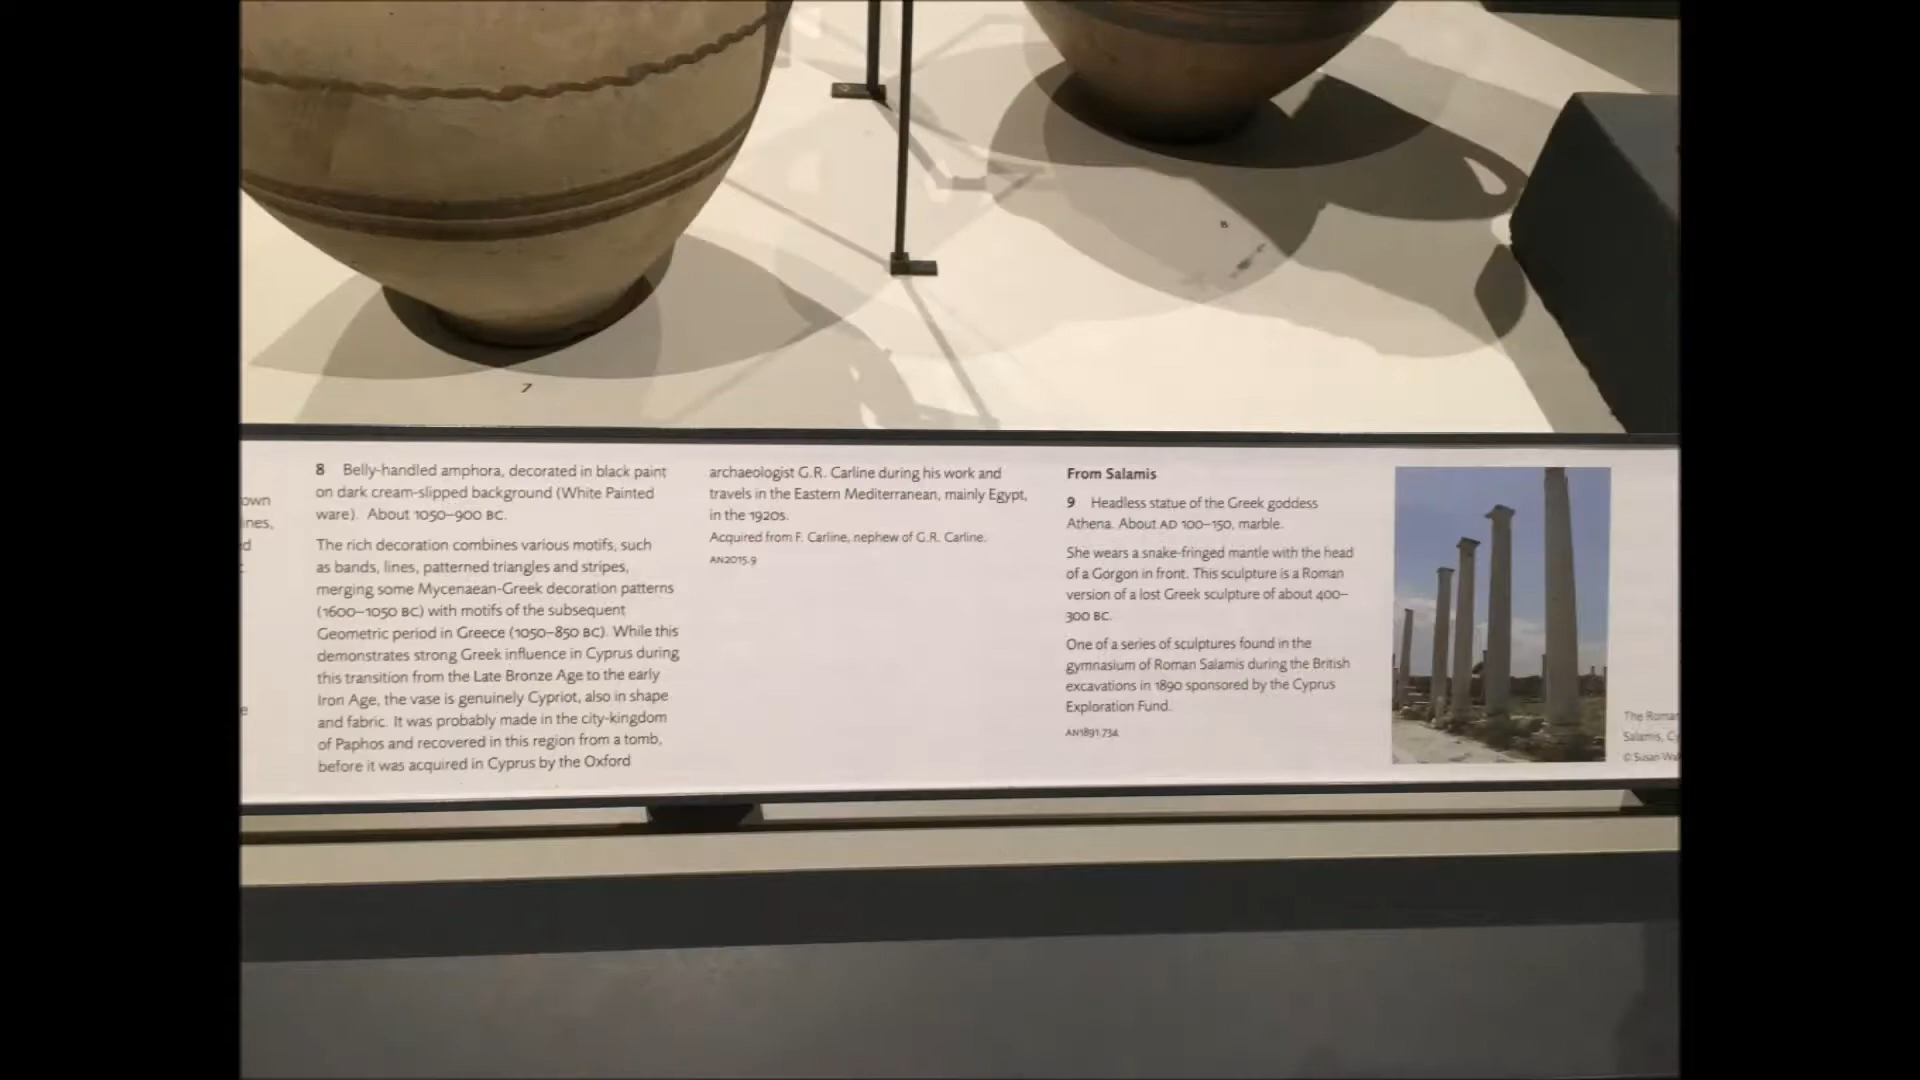 8
7
own
ines,
d
e
8 Belly-handled amphora, decorated in black paint
on dark cream-slipped background (White Painted
ware). About 1050–900 BC.
The rich decoration combines various motifs, such
as bands, lines, patterned triangles and stripes,
merging some Mycenaean-Greek decoration patterns
(1600–1050 BC) with motifs of the subsequent
Geometric period in Greece (1050–850 BC). While this
demonstrates strong Greek influence in Cyprus during
this transition from the Late Bronze Age to the early
Iron Age, the vase is genuinely Cypriot, also in shape
and fabric. It was probably made in the city-kingdom
of Paphos and recovered in this region from a tomb,
before it was acquired in Cyprus by the Oxford
archaeologist G.R. Carline during his work and
travels in the Eastern Mediterranean, mainly Egypt,
in the 1920s.
Acquired from F. Carline, nephew of G.R. Carline.
AN2015.9
From Salamis
9 Headless statue of the Greek goddess
Athena. About AD 100–150, marble.
She wears a snake-fringed mantle with the head
of a Gorgon in front. This sculpture is a Roman
version of a lost Greek sculpture of about 400–
300 BC.
One of a series of sculptures found in the
gymnasium of Roman Salamis during the British
excavations in 1890 sponsored by the Cyprus
Exploration Fund.
AN1891.734
The Roman
Salamis, Cy
© Susan Wal